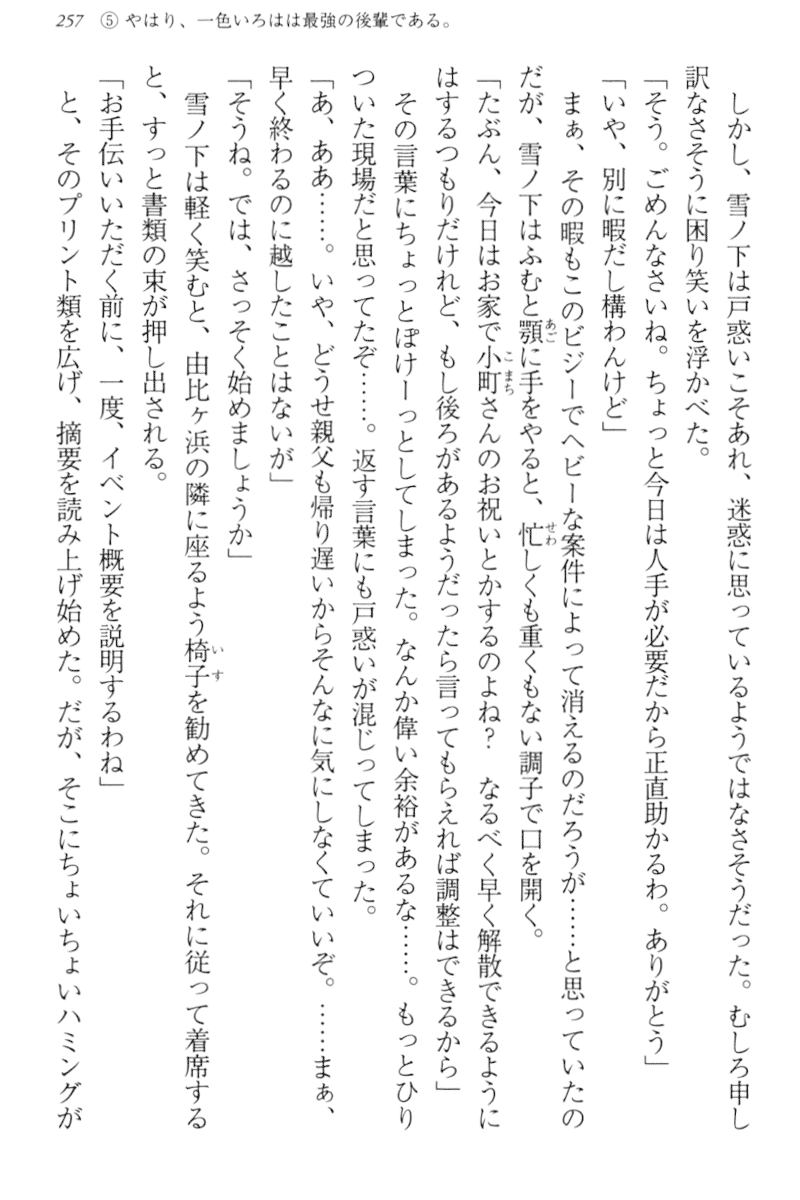 257 ⑤ やはり、一色いろはは最強の後輩である。
　しかし、雪ノ下は戸惑いこそあれ、迷惑に思っているようではなさそうだった。むしろ申し
訳なさそうに困り笑いを浮かべた。
「そう。ごめんなさいね。ちょっと今日は人手が必要だから正直助かるわ。ありがとう」
「いや、別に暇だし構わんけど」
　まぁ、その暇もこのビジーでヘビーな案件によって消えるのだろうが……と思っていたの
だが、雪ノ下はふむと顎あごに手をやると、忙せわしくも重くもない調子で口を開く。
「たぶん、今日はお家で小町こまちさんのお祝いとかするのよね？　なるべく早く解散できるように
はするつもりだけれど、もし後ろがあるようだったら言ってもらえれば調整はできるから」
　その言葉にちょっとぽけーっとしてしまった。なんか偉い余裕があるな……。もっとひり
ついた現場だと思ってたぞ……。返す言葉にも戸惑いが混じってしまった。
「あ、ああ……。いや、どうせ親父も帰り遅いからそんなに気にしなくていいぞ。……まぁ、
早く終わるのに越したことはないが」
「そうね。では、さっそく始めましょうか」
　雪ノ下は軽く笑むと、由比ヶ浜の隣に座るよう椅子いすを勧めてきた。それに従って着席する
と、すっと書類の束が押し出される。
「お手伝いいただく前に、一度、イベント概要を説明するわね」
　と、そのプリント類を広げ、摘要を読み上げ始めた。だが、そこにちょいちょいハミングが